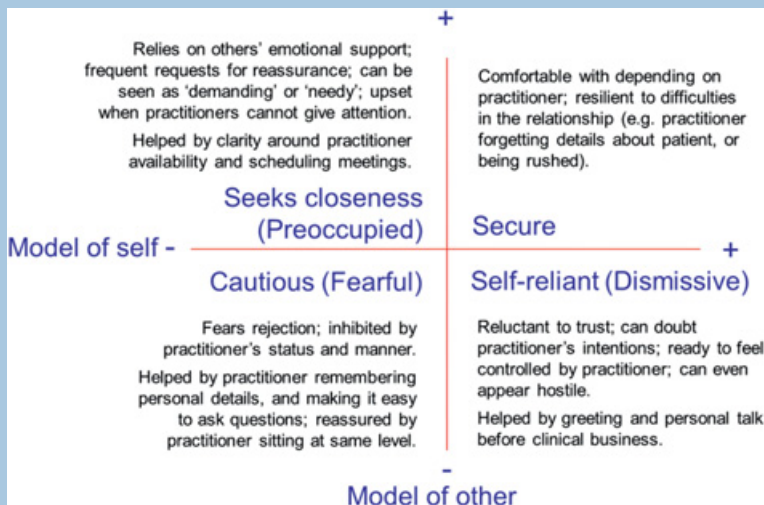 +
Relies on others' emotional support;
frequent requests for reassurance; can be
seen as 'demanding' or 'needy'; upset
when practitioners cannot give attention.
Helped by clarity around practitioner
availability and scheduling meetings.
Seeks closeness
(Preoccupied)
Comfortable with depending on
practitioner; resilient to difficulties
in the relationship (e.g. practitioner
forgetting details about patient, or
being rushed).
Secure
Model of self -
+
Cautious (Fearful)
Fears rejection; inhibited by
practitioner's status and manner.
Helped by practitioner remembering
personal details, and making it easy
to ask questions; reassured by
practitioner sitting at same level.
Self-reliant (Dismissive)
Reluctant to trust; can doubt
practitioner's intentions; ready to feel
controlled by practitioner; can even
appear hostile.
Helped by greeting and personal talk
before clinical business.
-
Model of other